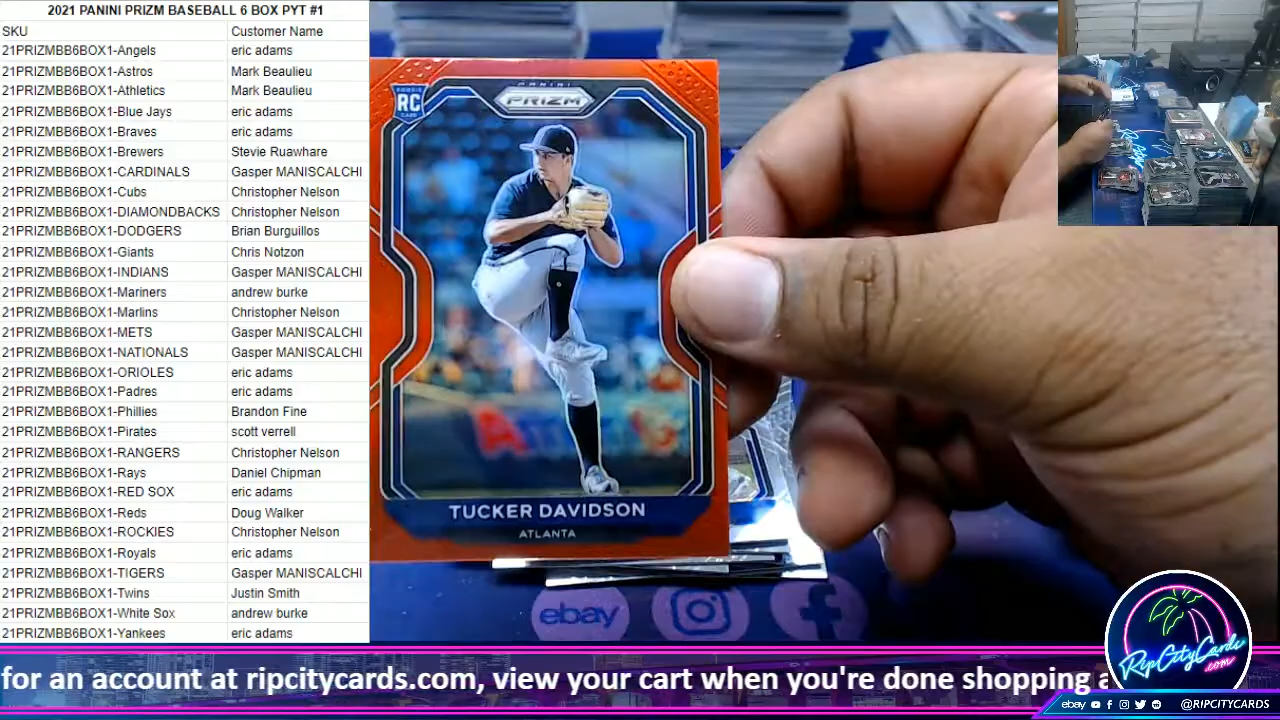 2021 PANINI PRIZM BASEBALL 6 BOX PYT #1
SKU Customer Name
21PRIZMBB6BOX1-Angels eric adams
21PRIZMBB6BOX1-Astros Mark Beaulieu
21PRIZMBB6BOX1-Athletics Mark Beaulieu
21PRIZMBB6BOX1-Blue Jays eric adams
21PRIZMBB6BOX1-Braves eric adams
21PRIZMBB6BOX1-Brewers Stevie Ruawhare
21PRIZMBB6BOX1-CARDINALS Gasper MANISCALCHI
21PRIZMBB6BOX1-Cubs Christopher Nelson
21PRIZMBB6BOX1-DIAMONDBACKS Christopher Nelson
21PRIZMBB6BOX1-DODGERS Brian Burguillos
21PRIZMBB6BOX1-Giants Chris Notzon
21PRIZMBB6BOX1-INDIANS Gasper MANISCALCHI
21PRIZMBB6BOX1-Mariners andrew burke
21PRIZMBB6BOX1-Marlins Christopher Nelson
21PRIZMBB6BOX1-METS Gasper MANISCALCHI
21PRIZMBB6BOX1-NATIONALS Gasper MANISCALCHI
21PRIZMBB6BOX1-ORIOLES eric adams
21PRIZMBB6BOX1-Padres eric adams
21PRIZMBB6BOX1-Phillies Brandon Fine
21PRIZMBB6BOX1-Pirates scott verrell
21PRIZMBB6BOX1-RANGERS Christopher Nelson
21PRIZMBB6BOX1-Rays Daniel Chipman
21PRIZMBB6BOX1-RED SOX eric adams
21PRIZMBB6BOX1-Reds Doug Walker
21PRIZMBB6BOX1-ROCKIES Christopher Nelson
21PRIZMBB6BOX1-Royals eric adams
21PRIZMBB6BOX1-TIGERS Gasper MANISCALCHI
21PRIZMBB6BOX1-Twins Justin Smith
21PRIZMBB6BOX1-White Sox andrew burke
21PRIZMBB6BOX1-Yankees eric adams
PANINI
PRIZM
RC
TUCKER DAVIDSON
ATLANTA
ebay
for an account at ripcitycards.com, view your cart when you're done shopping a
RipCityCards
.com
ebay @RIPCITYCARDS